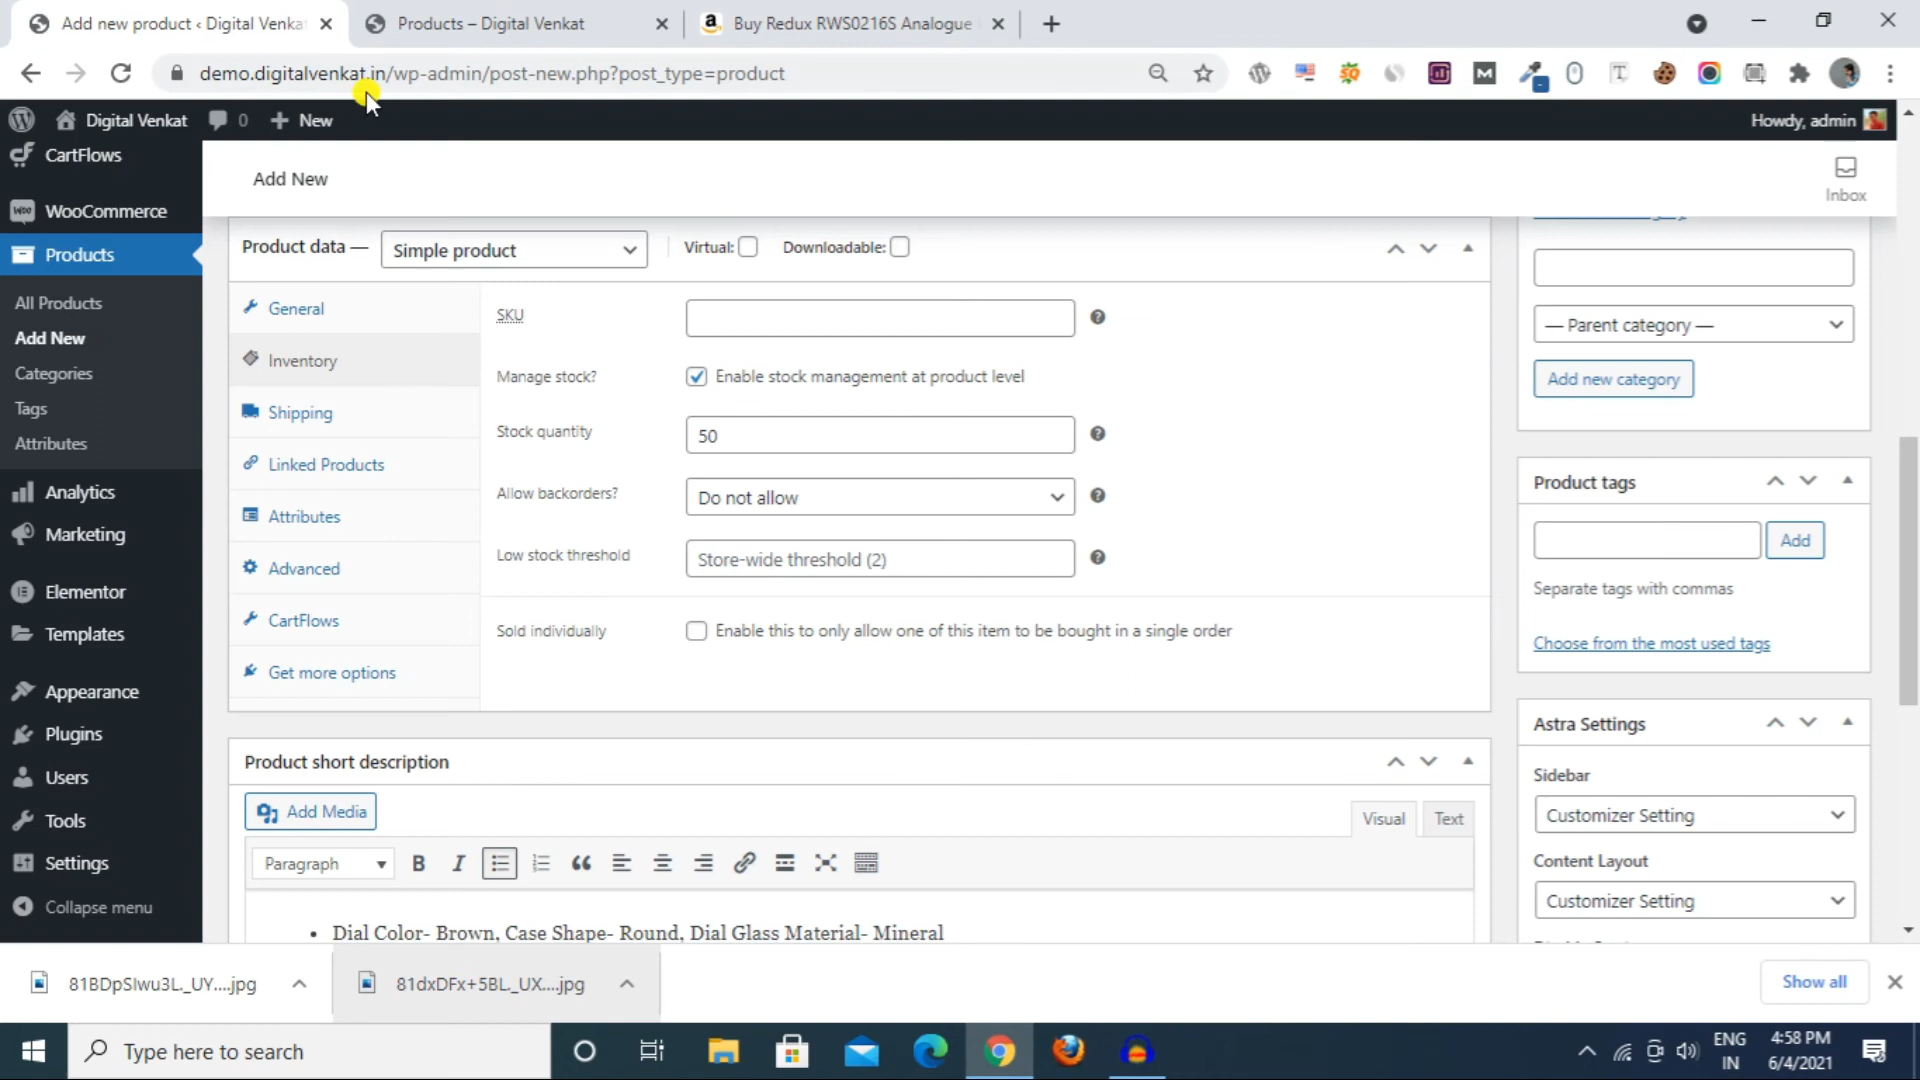 Add new product ‹ Digital Venka
Products – Digital Venkat
Buy Redux RWS0216S Analogue
demo.digitalvenkat.in/wp-admin/post-new.php?post_type=product
Digital Venkat
0
New
Howdy, admin
CartFlows
WooCommerce
Products
All Products
Add New
Categories
Tags
Attributes
Analytics
Marketing
Elementor
Templates
Appearance
Plugins
Users
Tools
Settings
Collapse menu
Add New
Inbox
Product data —
Simple product
Virtual:
Downloadable:
General
Inventory
Shipping
Linked Products
Attributes
Advanced
CartFlows
Get more options
SKU
Manage stock?
Enable stock management at product level
Stock quantity
50
Allow backorders?
Do not allow
Low stock threshold
Store-wide threshold (2)
Sold individually
Enable this to only allow one of this item to be bought in a single order
Product short description
Add Media
Visual
Text
Paragraph
• Dial Color- Brown, Case Shape- Round, Dial Glass Material- Mineral
— Parent category —
Add new category
Product tags
Add
Separate tags with commas
Choose from the most used tags
Astra Settings
Sidebar
Customizer Setting
Content Layout
Customizer Setting
81BDpSIwu3L._UY....jpg
81dxDFx+5BL._UX....jpg
Show all
Type here to search
ENG
IN
4:58 PM
6/4/2021